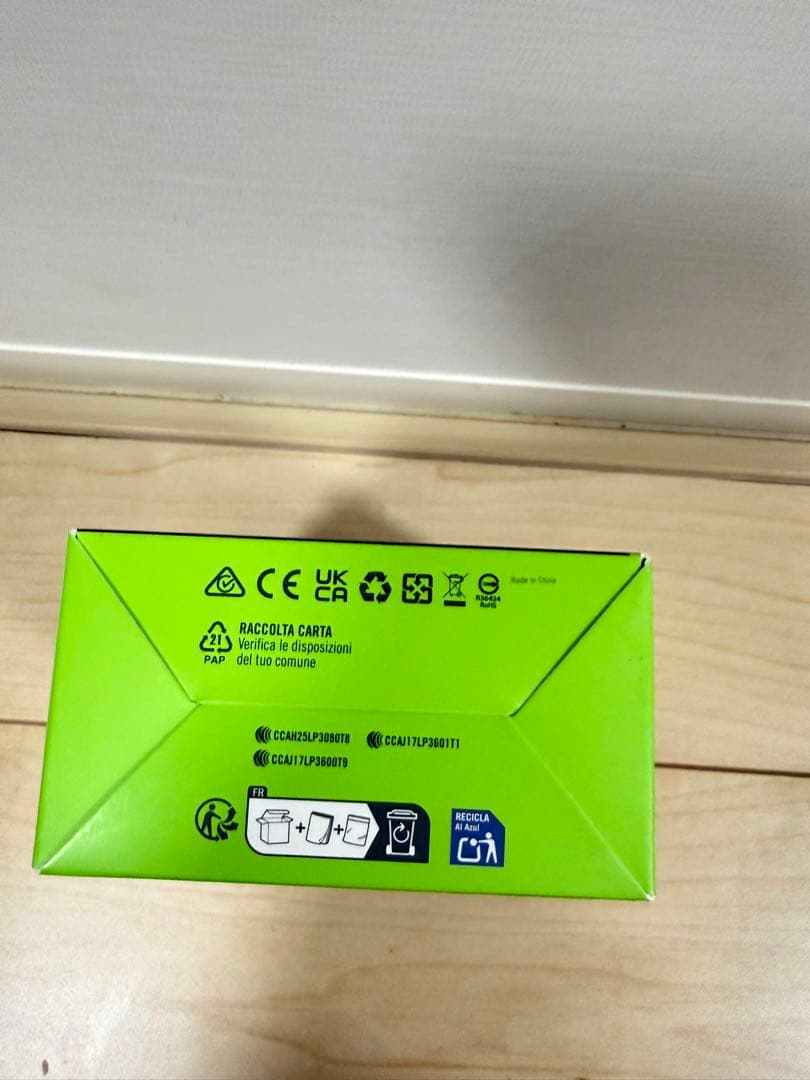 CE
UK
CA
R36424
RoHS
Made in China
21
PAP
RACCOLTA CARTA
Verifica le disposizioni
del tuo comune
CCAH25LP3080T8
CCAJ17LP3601T1
CCAJ17LP3600T9
FR
+
+
RECICLA
Al Azul